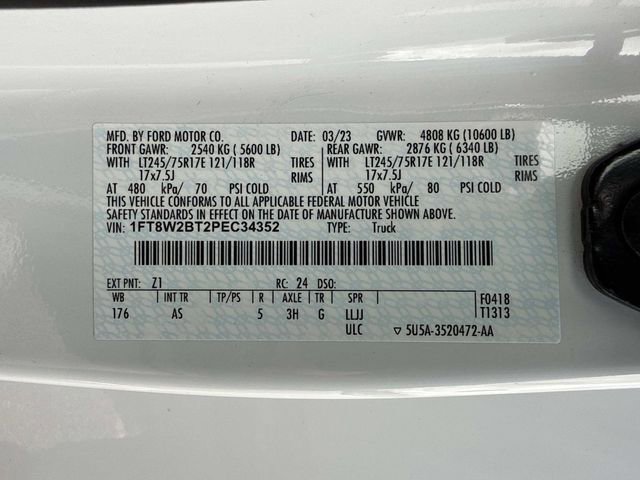 MFD. BY FORD MOTOR CO. DATE: 03/23 GVWR: 4808 KG (10600 LB)
FRONT GAWR: 2540 KG ( 5600 LB) REAR GAWR: 2876 KG ( 6340 LB)
WITH LT245/75R17E 121/118R TIRES WITH LT245/75R17E 121/118R TIRES
17x7.5J RIMS 17x7.5J RIMS
AT 480 kPa/ 70 PSI COLD AT 550 kPa/ 80 PSI COLD
THIS VEHICLE CONFORMS TO ALL APPLICABLE FEDERAL MOTOR VEHICLE
SAFETY STANDARDS IN EFFECT ON THE DATE OF MANUFACTURE SHOWN ABOVE.
VIN: 1FT8W2BT2PEC34352 TYPE: Truck
EXT PNT: Z1 RC: 24 DSO:
WB INT TR TP/PS R AXLE TR SPR F0418
176 AS 5 3H G LLJJ T1313
ULC ▽ 5U5A-3520472-AA